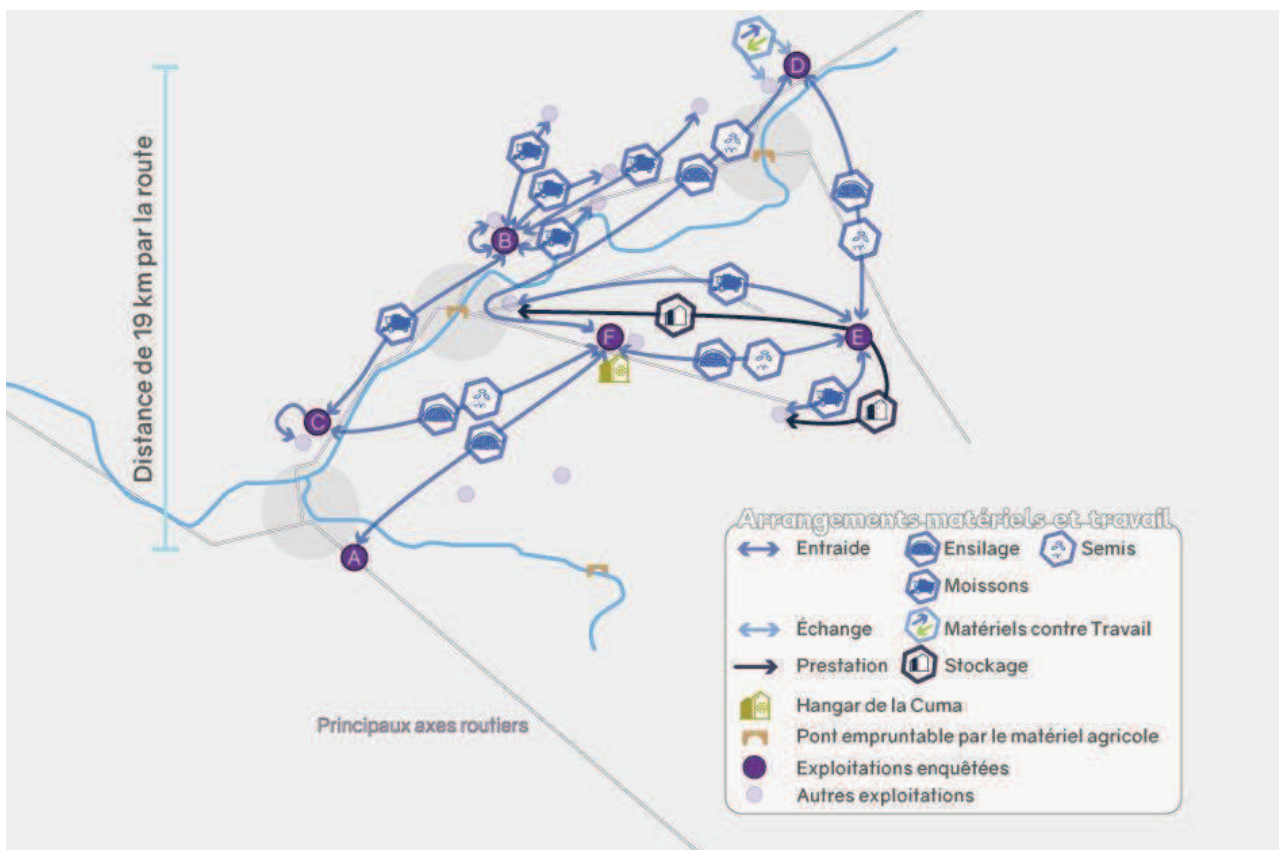 Distance de 19 km par la route
D
B
F
E
C
A
Principaux axes routiers
Arrangements matériels et travail
Entraide
Ensilage
Semis
Moissons
Échange
Matériels contre Travail
Prestation
Stockage
Hangar de la Cuma
Pont empruntable par le matériel agricole
Exploitations enquêtées
Autres exploitations